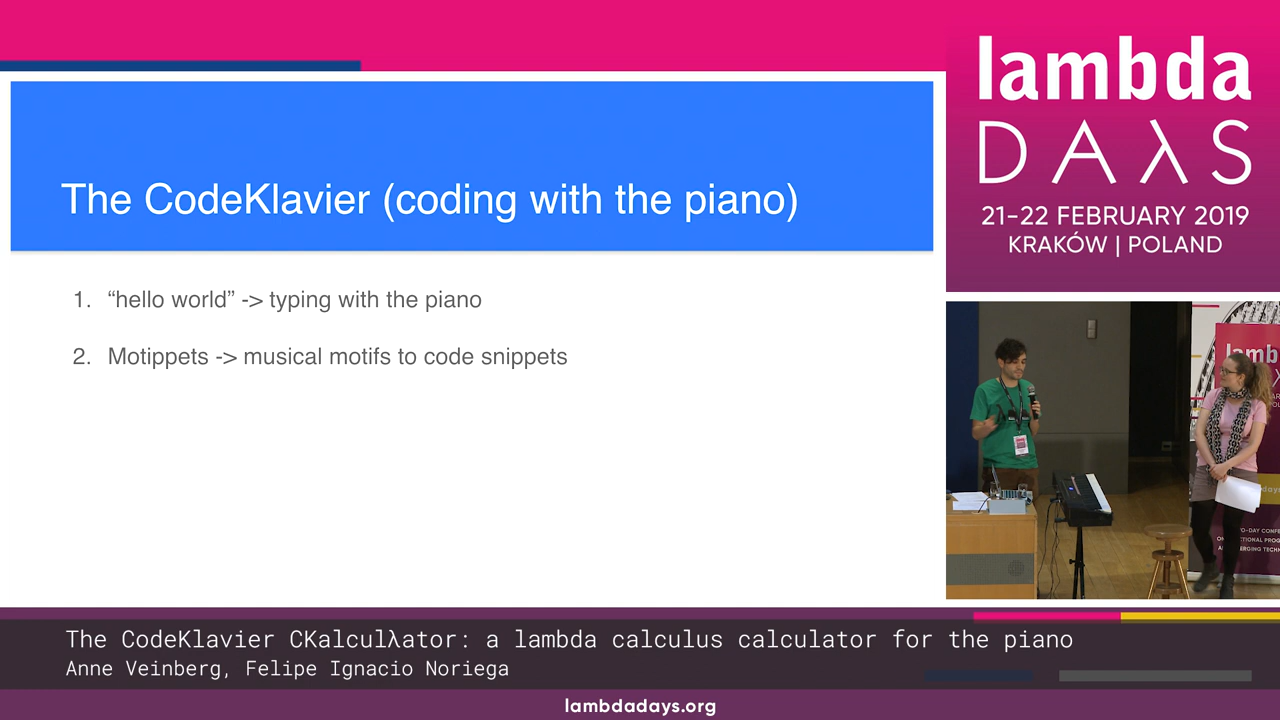 lambda
DAλS
21-22 FEBRUARY 2019
KRAKÓW | POLAND
The CodeKlavier (coding with the piano)
1. “hello world” -> typing with the piano
2. Motippets -> musical motifs to code snippets
lamb
The CodeKlavier CKalculλator: a lambda calculus calculator for the piano
Anne Veinberg, Felipe Ignacio Noriega
lambdadays.org